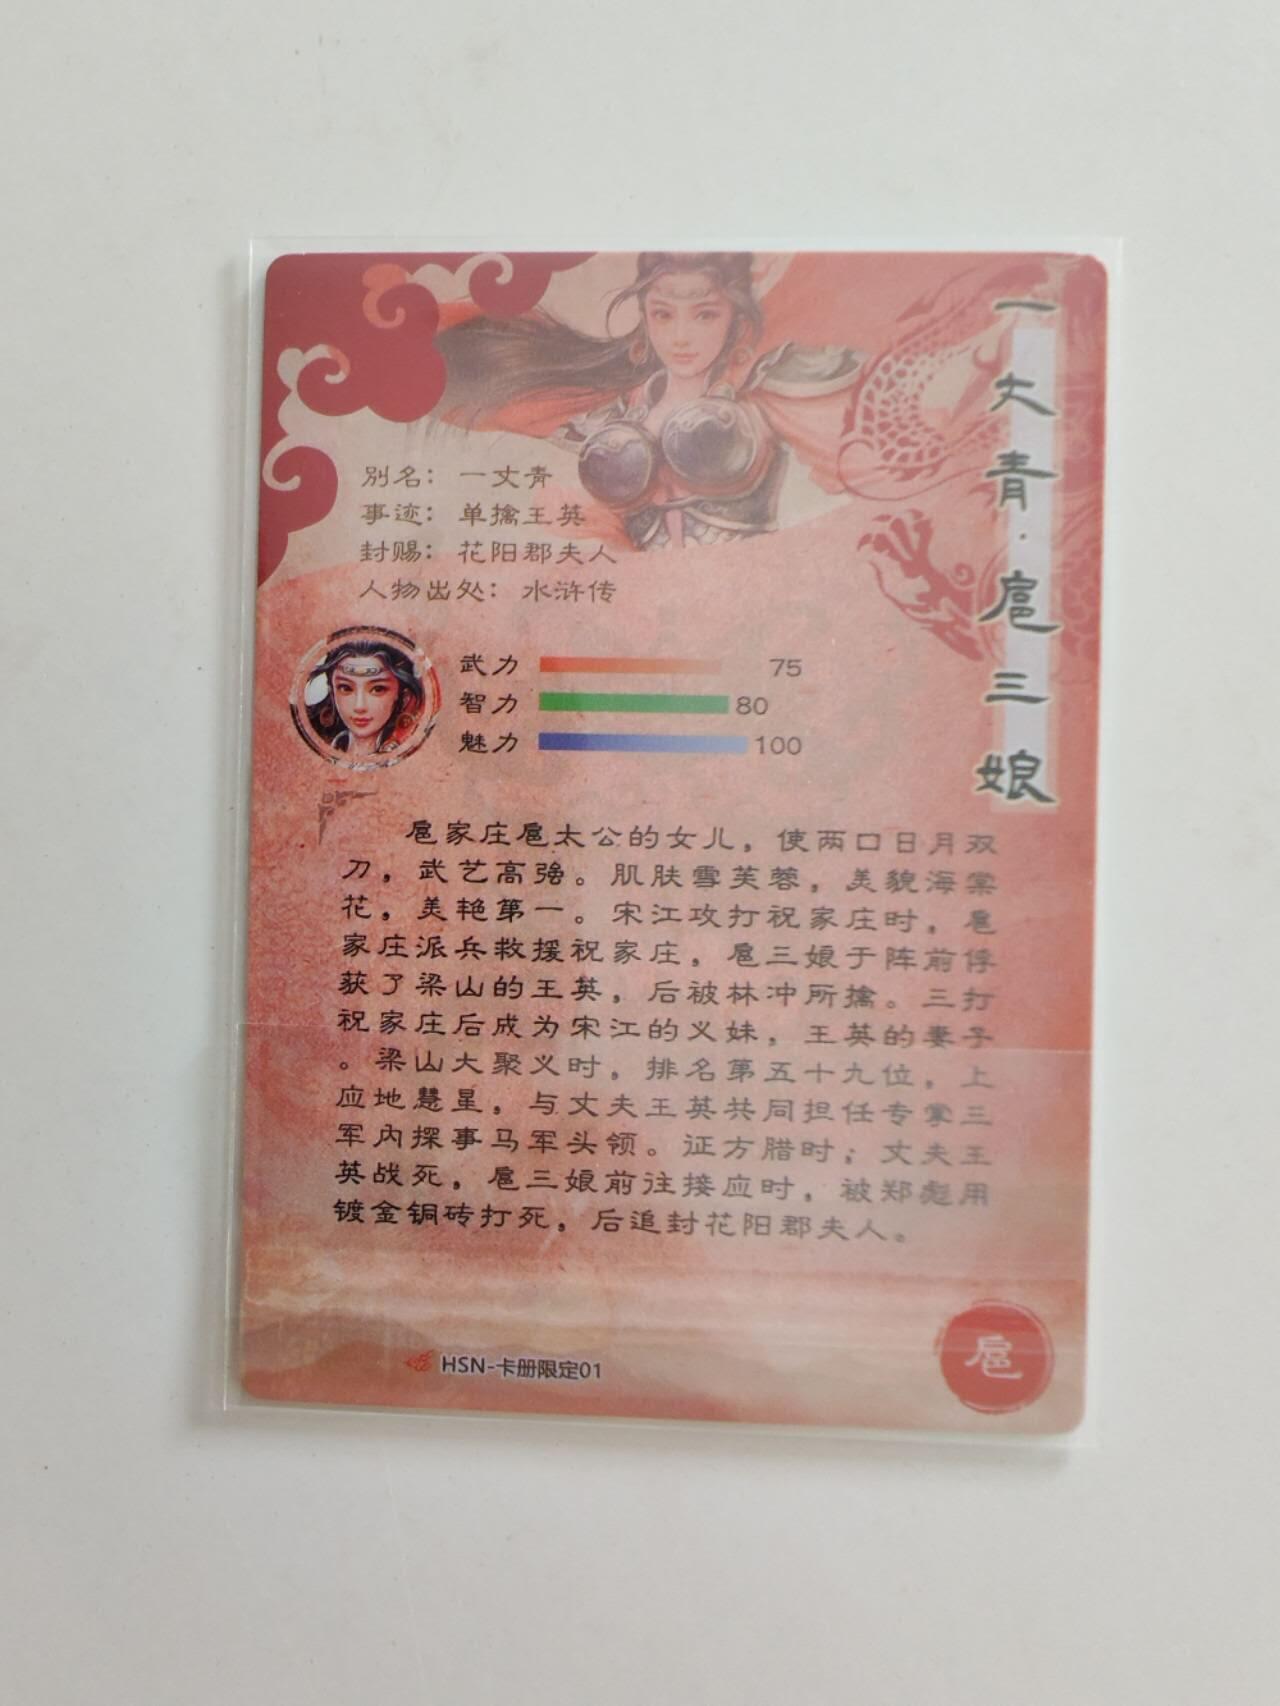 一丈青·扈三娘
别名：一丈青
事迹：单擒王英
封赐：花阳郡夫人
人物出处：水浒传
武力 75
智力 80
魅力 100
扈家庄扈太公的女儿，使两口日月双
刀，武艺高强。肌肤雪芙蓉，美貌海棠
花，美艳第一。宋江攻打祝家庄时，扈
家庄派兵救援祝家庄，扈三娘于阵前俘
获了梁山的王英，后被林冲所擒。三打
祝家庄后成为宋江的义妹，王英的妻子
。梁山大聚义时，排名第五十九位，上
应地慧星，与丈夫王英共同担任专掌三
军内探事马军头领。证方腊时；丈夫王
英战死，扈三娘前往接应时，被郑彪用
镀金铜砖打死，后追封花阳郡夫人。
HSN-卡册限定01
扈